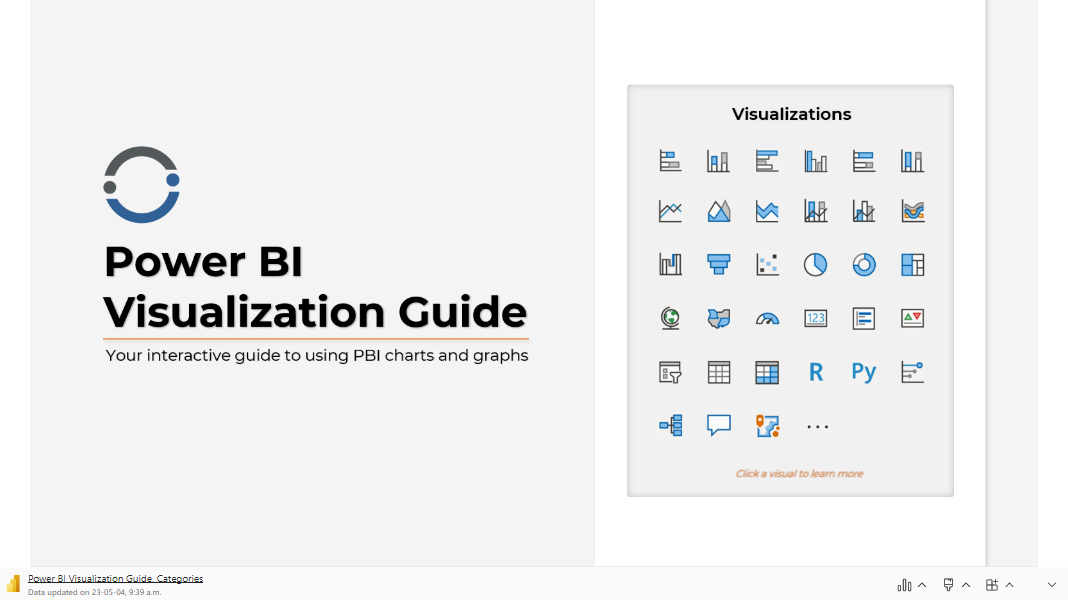 Power BI
Visualization Guide
Your interactive guide to using PBI charts and graphs
Visualizations
123
R Py
Click a visual to learn more
Power BI Visualization Guide. Categories
Data updated on 23-05-04, 9:39 a.m.